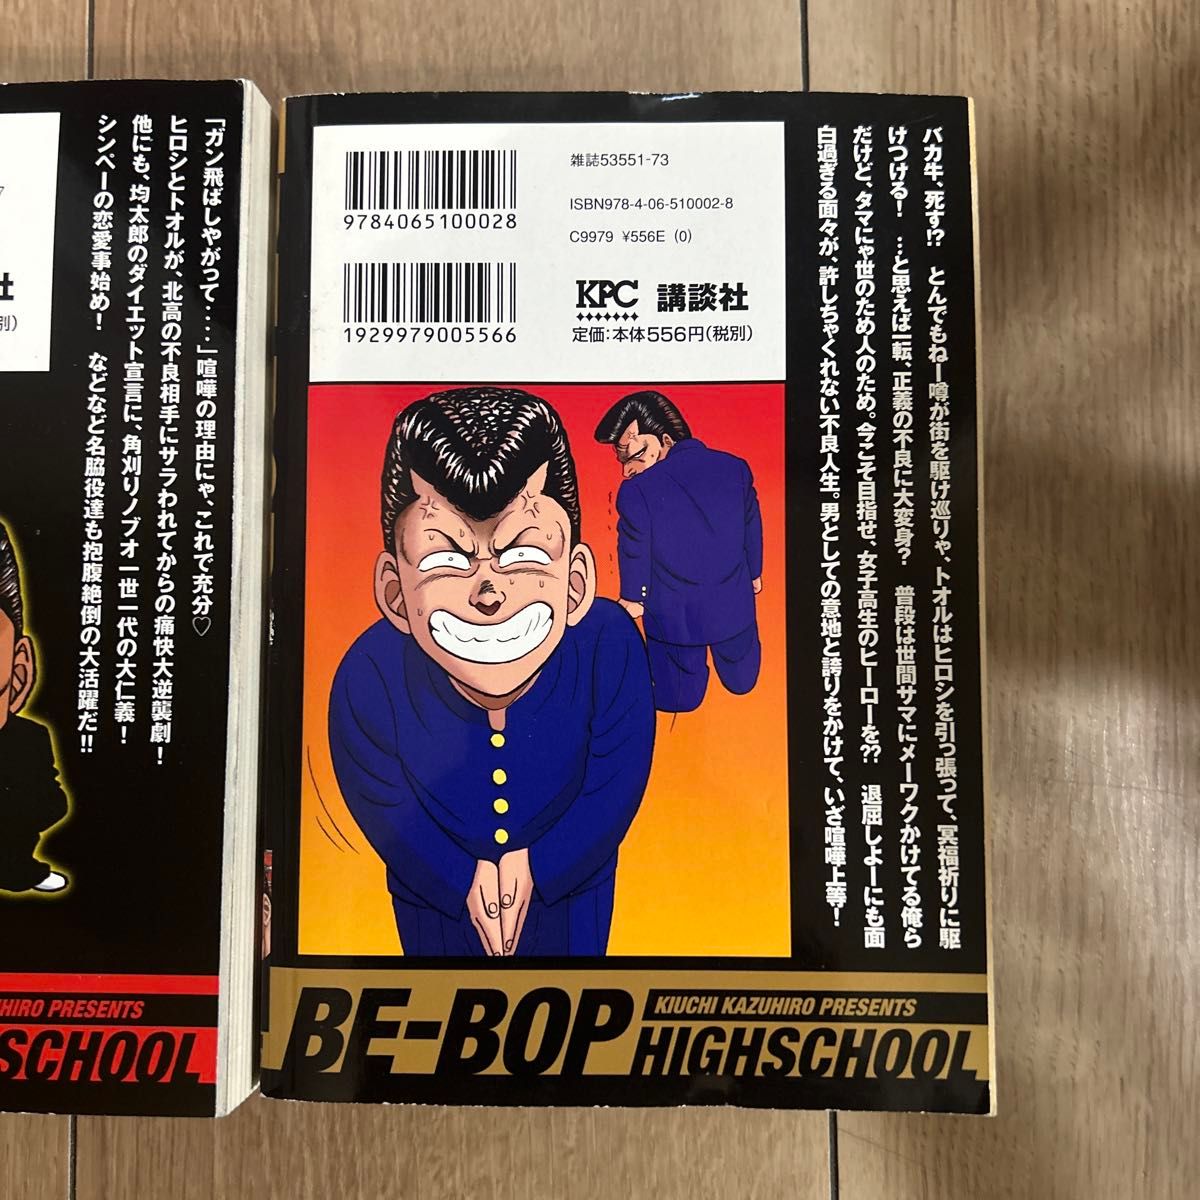 「ガン飛ばしやがって‥‥」喧嘩の理由にゃ、これで充分♡
ヒロシとトオルが、北高の不良相手にサラわれてからの痛快大逆襲劇！
他にも、均太郎のダイエット宣言に、角刈りノブオ一世一代の大仁義！
シンペーの恋愛事始め！　などなど名脇役達も抱腹絶倒の大活躍だ!!
7
社
別)
HIRO PRESENTS
SCHOOL
雑誌53551-73
9784065100028
ISBN978-4-06-510002-8
C9979 ¥556E (0)
1929979005566
KPC 講談社
定価：本体556円(税別)
バカ牛、死す!?　とんでもねー噂が街を駆け巡りゃ、トオルはヒロシを引っ張って、冥福祈りに駆
けつける！　…と思えば一転、正義の不良に大変身？　普段は世間サマにメーワクかけてる俺ら
だけど、タマにゃ世のため人のため。今こそ目指せ、女子高生のヒーローを??　退屈しよーにも面
白過ぎる面々が、許しちゃくれない不良人生。男としての意地と誇りをかけて、いざ喧嘩上等！
BE-BOP
KIUCHI KAZUHIRO PRESENTS
HIGHSCHOOL